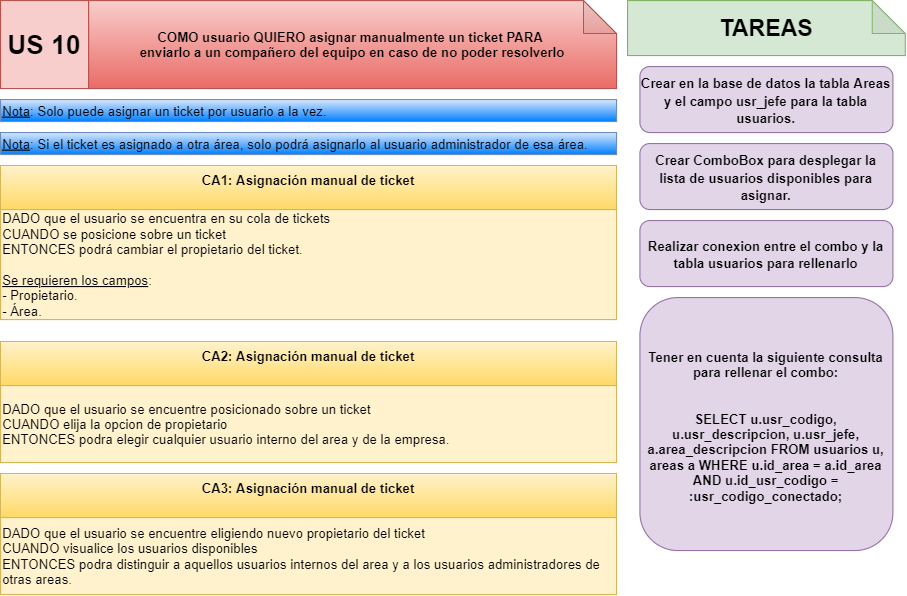 US 10
COMO usuario QUIERO asignar manualmente un ticket PARA
enviarlo a un compañero del equipo en caso de no poder resolverlo
Nota: Solo puede asignar un ticket por usuario a la vez.
Nota: Si el ticket es asignado a otra área, solo podrá asignarlo al usuario administrador de esa área.
CA1: Asignación manual de ticket
DADO que el usuario se encuentra en su cola de tickets
CUANDO se posicione sobre un ticket
ENTONCES podrá cambiar el propietario del ticket.
Se requieren los campos:
- Propietario.
- Área.
CA2: Asignación manual de ticket
DADO que el usuario se encuentre posicionado sobre un ticket
CUANDO elija la opcion de propietario
ENTONCES podra elegir cualquier usuario interno del area y de la empresa.
CA3: Asignación manual de ticket
DADO que el usuario se encuentre eligiendo nuevo propietario del ticket
CUANDO visualice los usuarios disponibles
ENTONCES podra distinguir a aquellos usuarios internos del area y a los usuarios administradores de
otras areas.
TAREAS
Crear en la base de datos la tabla Areas
y el campo usr_jefe para la tabla
usuarios.
Crear ComboBox para desplegar la
lista de usuarios disponibles para
asignar.
Realizar conexion entre el combo y la
tabla usuarios para rellenarlo
Tener en cuenta la siguiente consulta
para rellenar el combo:
SELECT u.usr_codigo,
u.usr_descripcion, u.usr_jefe,
a.area_descripcion FROM usuarios u,
areas a WHERE u.id_area = a.id_area
AND u.id_usr_codigo =
:usr_codigo_conectado;